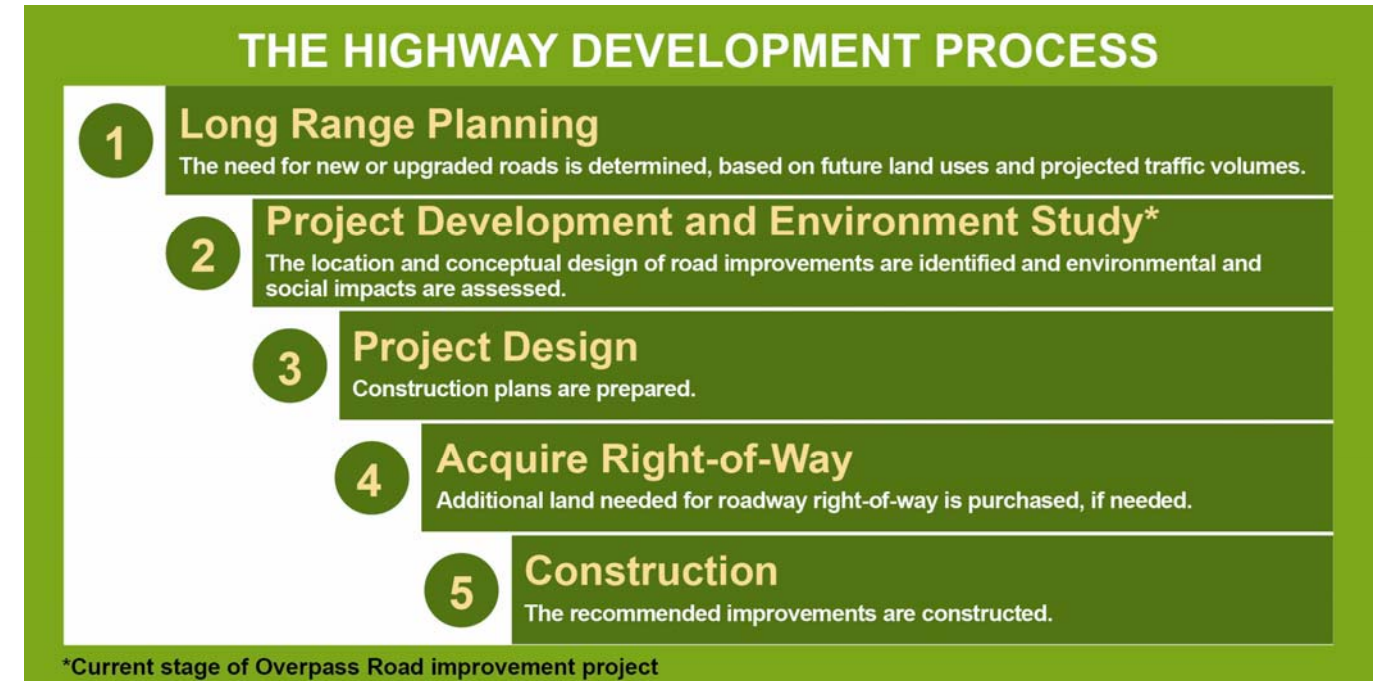 THE HIGHWAY DEVELOPMENT PROCESS
1
Long Range Planning
The need for new or upgraded roads is determined, based on future land uses and projected traffic volumes.
2
Project Development and Environment Study*
The location and conceptual design of road improvements are identified and environmental and
social impacts are assessed.
3
Project Design
Construction plans are prepared.
4
Acquire Right-of-Way
Additional land needed for roadway right-of-way is purchased, if needed.
5
Construction
The recommended improvements are constructed.
*Current stage of Overpass Road improvement project